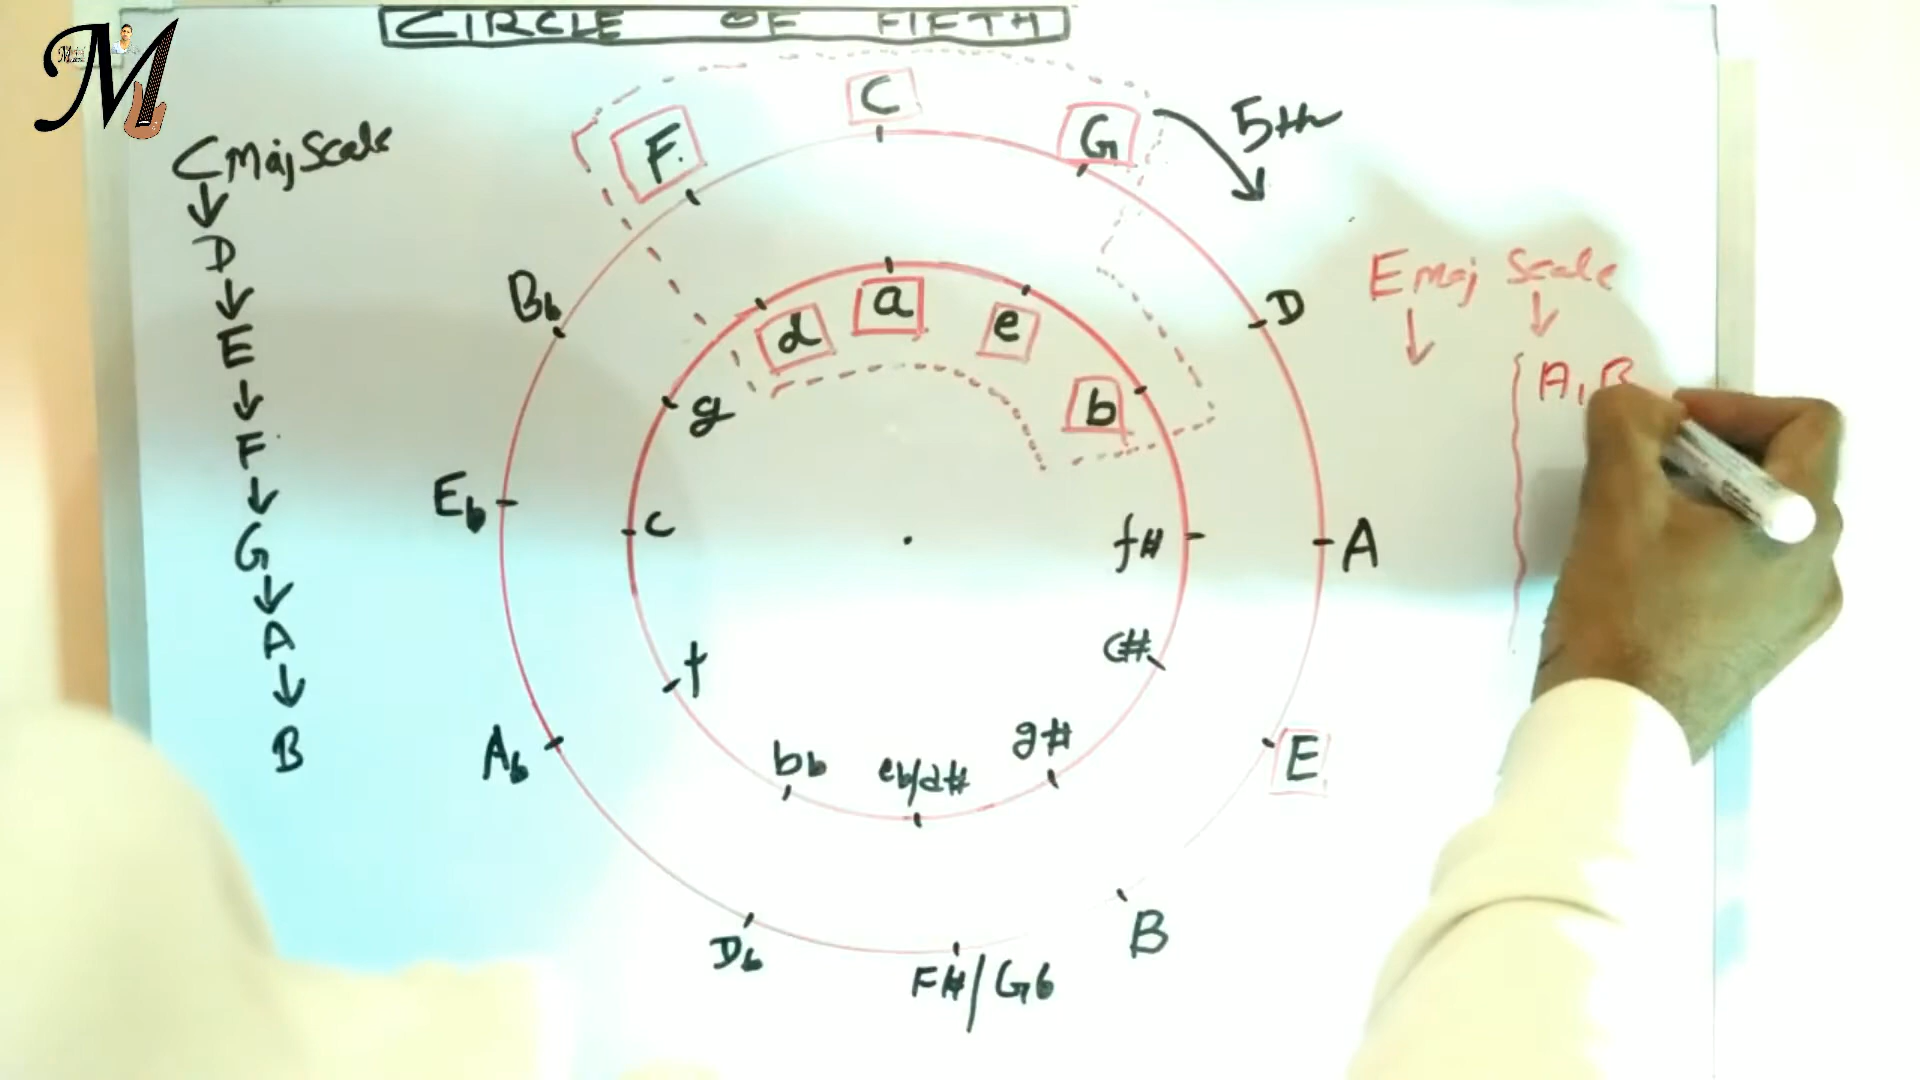 CIRCLE OF FIFTH
M
C Maj Scale
D
E
F
G
A
B
C
F
G
5th
Bb
D
Eb
A
Ab
E
Db
F#/Gb
B
d
a
e
b
g
c
f#
f
c#
bb
eb/d#
g#
E Maj Scale
A, B